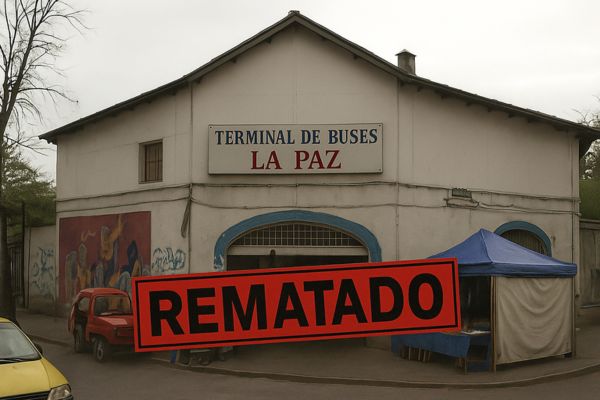 TERMINAL DE BUSES
LA PAZ
REMATADO